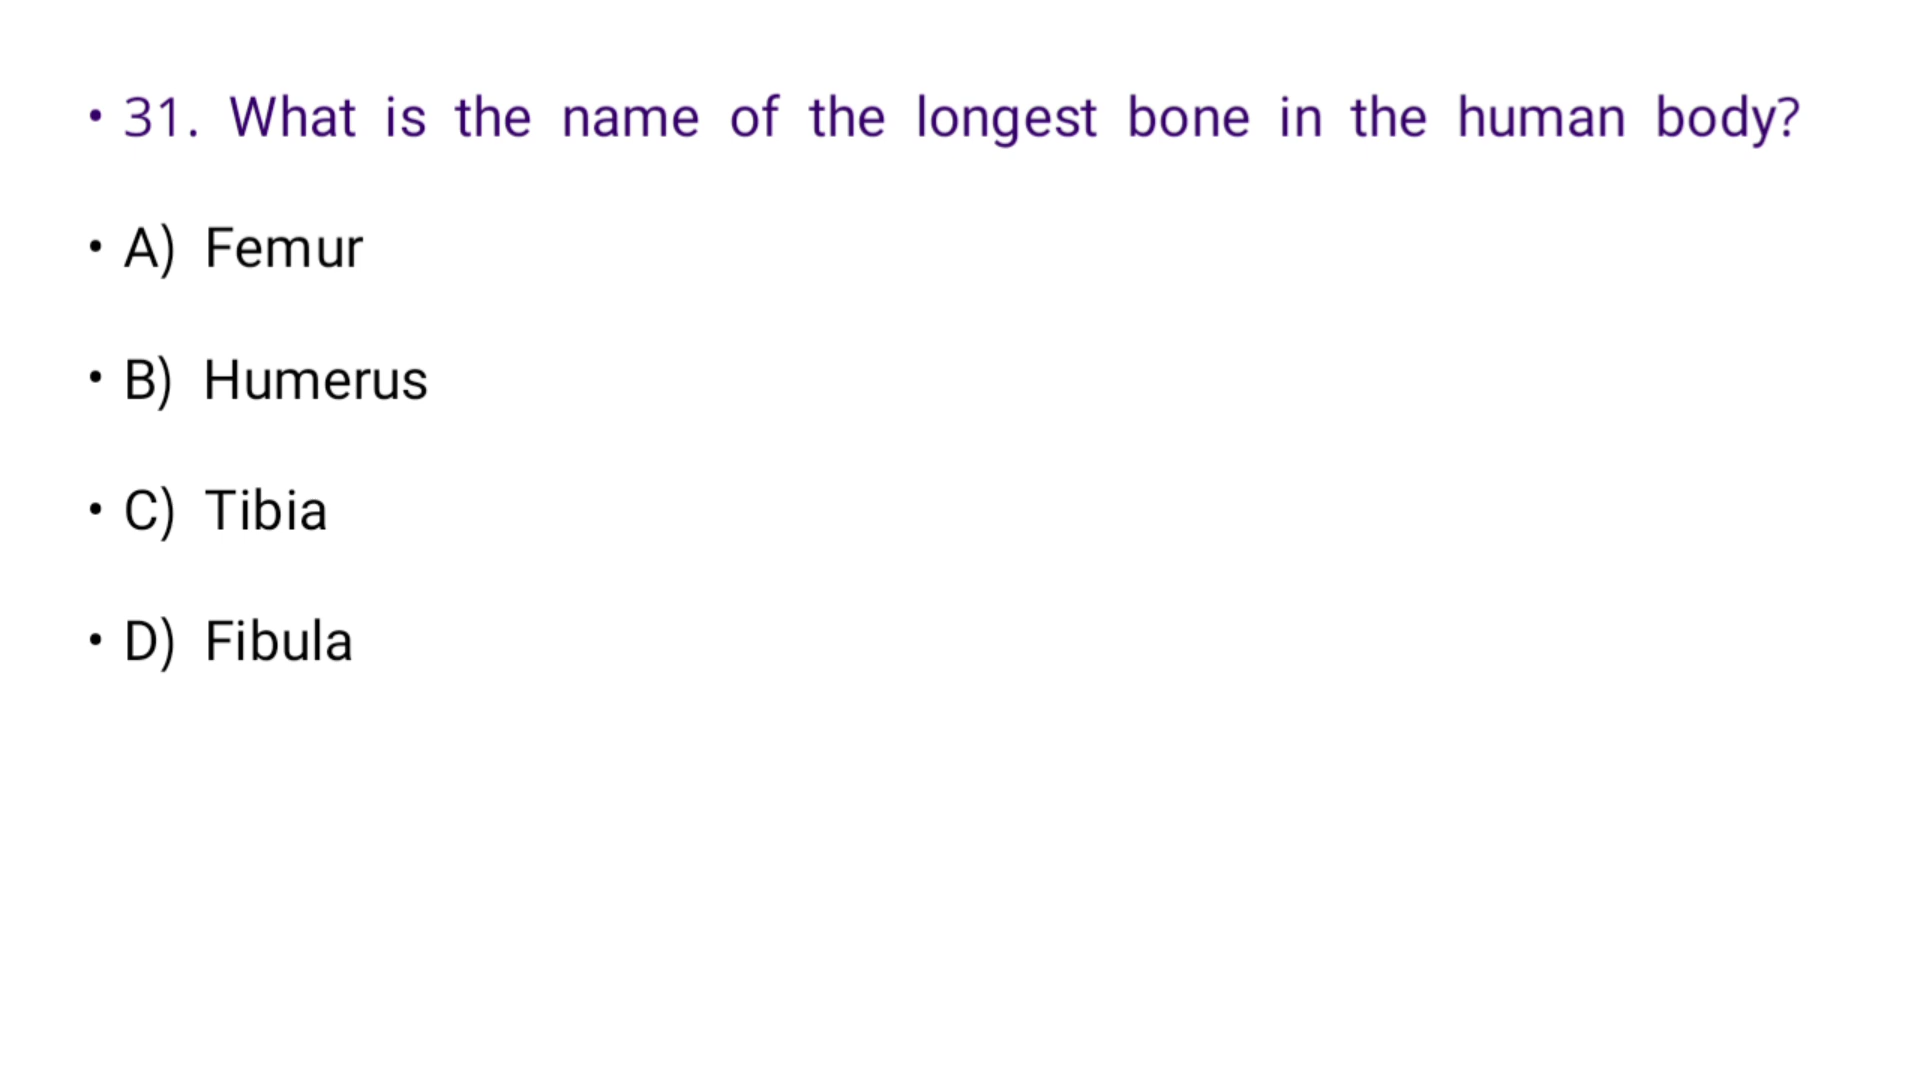 • 31. What is the name of the longest bone in the human body?
• A) Femur
• B) Humerus
• C) Tibia
• D) Fibula